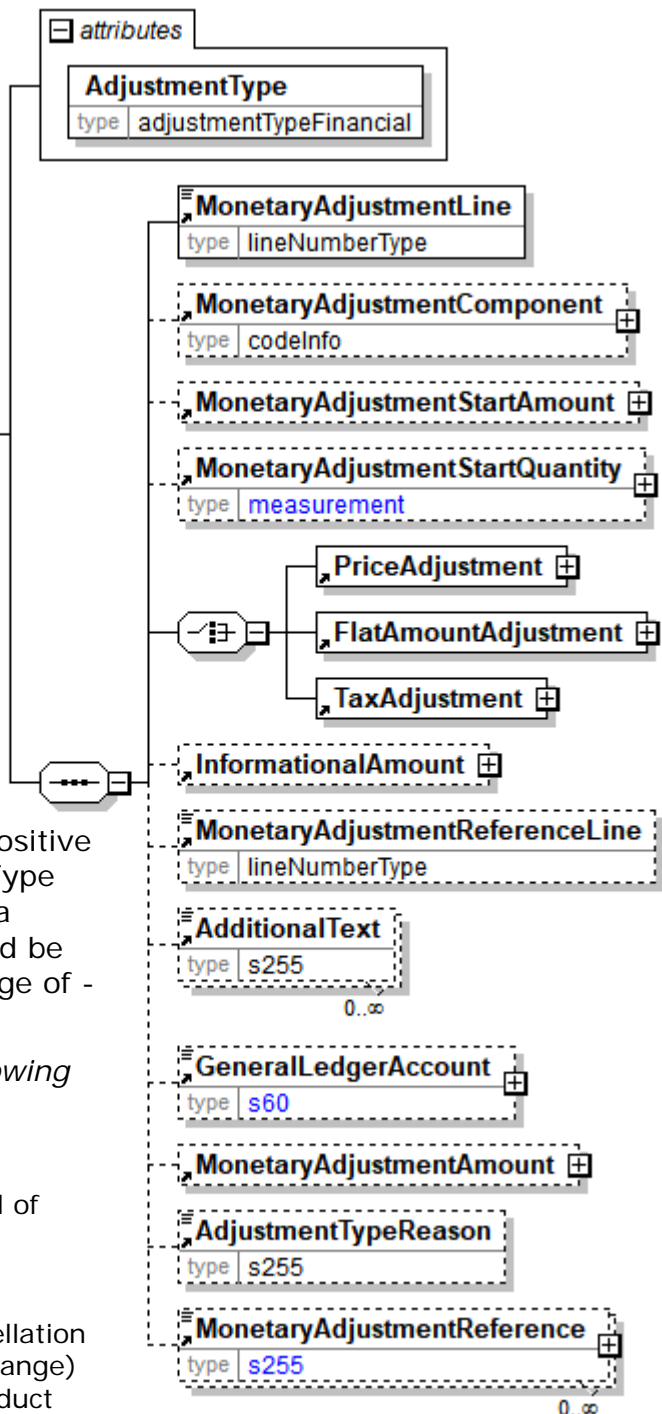 attributes
AdjustmentType
type adjustmentTypeFinancial
MonetaryAdjustmentLine
type lineNumberType
MonetaryAdjustmentComponent
type codeInfo
MonetaryAdjustmentStartAmount
MonetaryAdjustmentStartQuantity
type measurement
PriceAdjustment
FlatAmountAdjustment
TaxAdjustment
InformationalAmount
MonetaryAdjustmentReferenceLine
type lineNumberType
AdditionalText
type s255
0..∞
GeneralLedgerAccount
type s60
MonetaryAdjustmentAmount
AdjustmentTypeReason
type s255
MonetaryAdjustmentReference
type s255
0..∞
ositive
ype
a
d be
ge of -
owing
l of
ellation
ange)
duct